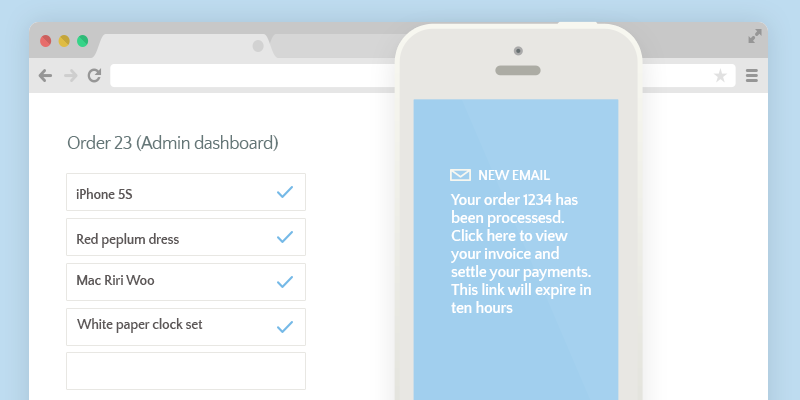 Order 23 (Admin dashboard)
iPhone 5S
Red peplum dress
Mac Riri Woo
White paper clock set
NEW EMAIL
Your order 1234 has
been processesd.
Click here to view
your invoice and
settle your payments.
This link will expire in
ten hours